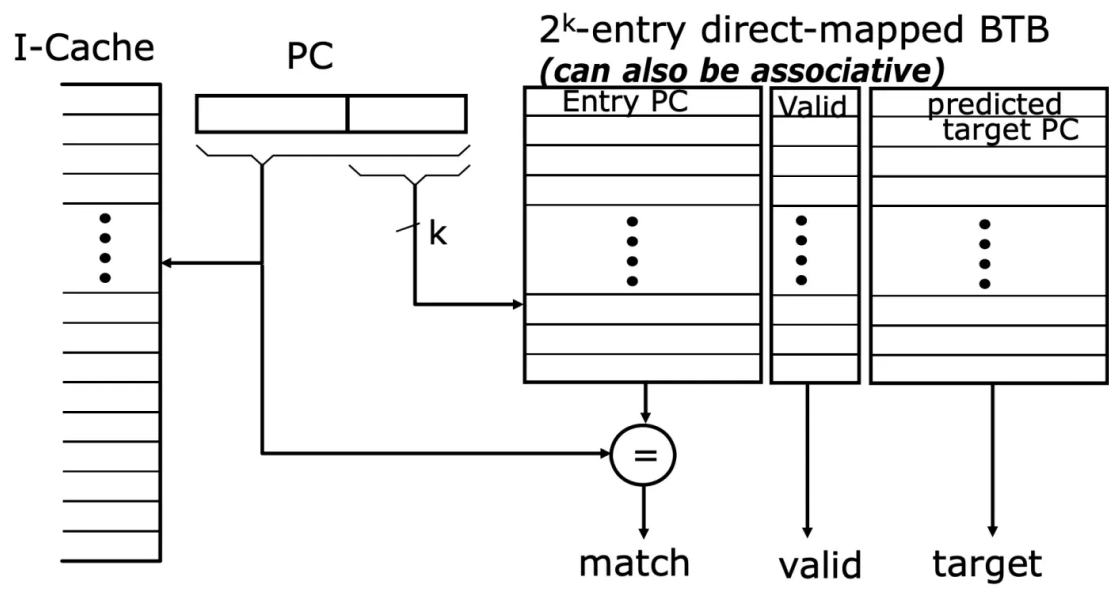 I-Cache
PC
2ᵏ-entry direct-mapped BTB
(can also be associative)
Entry PC
Valid
predicted
target PC
k
=
match
valid
target